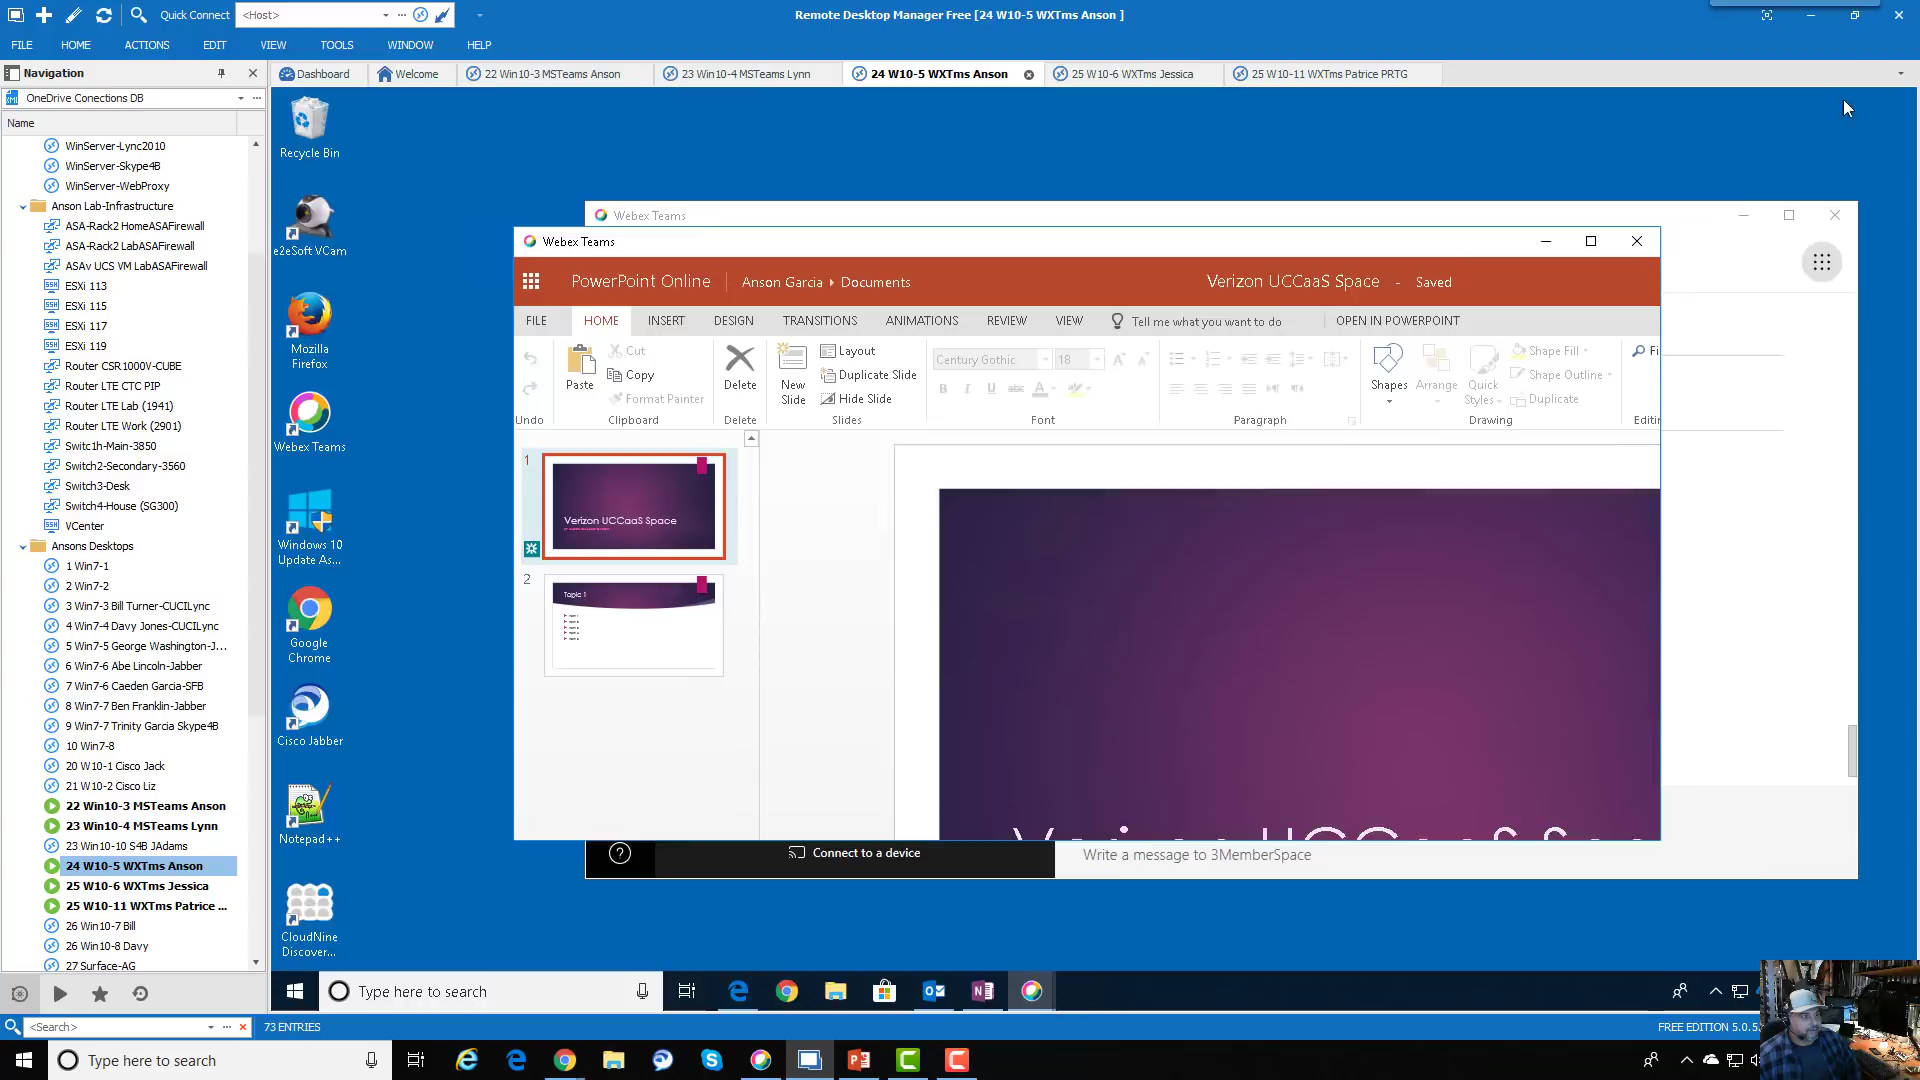 Quick Connect <Host>
Remote Desktop Manager Free [24 W10-5 WXTms Anson ]
FILE HOME ACTIONS EDIT VIEW TOOLS WINDOW HELP
Navigation
Dashboard Welcome 22 Win10-3 MSTeams Anson 23 Win10-4 MSTeams Lynn 24 W10-5 WXTms Anson 25 W10-6 WXTms Jessica 25 W10-11 WXTms Patrice PRTG
OneDrive Conections DB
Name
WinServer-Lync2010
WinServer-Skype4B
WinServer-WebProxy
Anson Lab-Infrastructure
ASA-Rack2 HomeASAFirewall
ASA-Rack2 LabASAFirewall
ASAv UCS VM LabASAFirewall
ESXi 113
ESXi 115
ESXi 117
ESXi 119
Router CSR1000V-CUBE
Router LTE CTC PIP
Router LTE Lab (1941)
Router LTE Work (2901)
Switc1h-Main-3850
Switch2-Secondary-3560
Switch3-Desk
Switch4-House (SG300)
VCenter
Ansons Desktops
1 Win7-1
2 Win7-2
3 Win7-3 Bill Turner-CUCILync
4 Win7-4 Davy Jones-CUCILync
5 Win7-5 George Washington-J...
6 Win7-6 Abe Lincoln-Jabber
7 Win7-6 Caeden Garcia-SFB
8 Win7-7 Ben Franklin-Jabber
9 Win7-7 Trinity Garcia Skype4B
10 Win7-8
20 W10-1 Cisco Jack
21 W10-2 Cisco Liz
22 Win10-3 MSTeams Anson
23 Win10-4 MSTeams Lynn
23 Win10-10 S4B JAdams
24 W10-5 WXTms Anson
25 W10-6 WXTms Jessica
25 W10-11 WXTms Patrice ...
26 Win10-7 Bill
26 Win10-8 Davy
27 Surface-AG
<Search>
73 ENTRIES
FREE EDITION 5.0.5.
Recycle Bin
e2eSoft VCam
Mozilla
Firefox
Webex Teams
Windows 10
Update As...
Google
Chrome
Cisco Jabber
Notepad++
CloudNine
Discover...
Webex Teams
Webex Teams
PowerPoint Online Anson Garcia Documents Verizon UCCaaS Space - Saved
FILE HOME INSERT DESIGN TRANSITIONS ANIMATIONS REVIEW VIEW Tell me what you want to do OPEN IN POWERPOINT
Undo
Paste
Cut
Copy
Format Painter
Clipboard
Delete
Delete
New
Slide
Layout
Duplicate Slide
Hide Slide
Slides
Century Gothic 18
B I U abc A
Font
Paragraph
Shapes
Arrange
Quick
Styles
Shape Fill
Shape Outline
Duplicate
Drawing
Fi
Editin
1
Verizon UCCaaS Space
2
Topic 1
Verizon UCCaaS Spac
Connect to a device
Write a message to 3MemberSpace
Type here to search
Type here to search